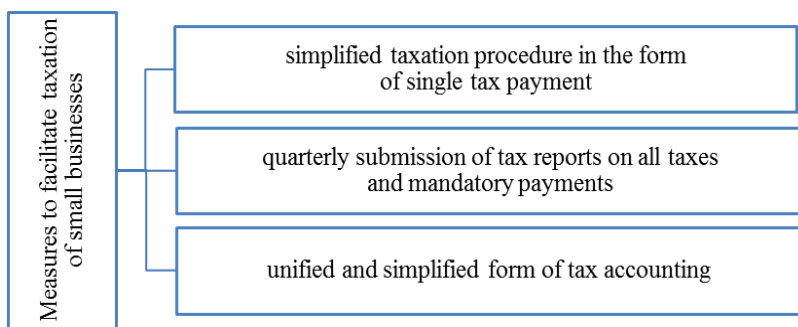 Measures to facilitate taxation
of small businesses
simplified taxation procedure in the form
of single tax payment
quarterly submission of tax reports on all taxes
and mandatory payments
unified and simplified form of tax accounting